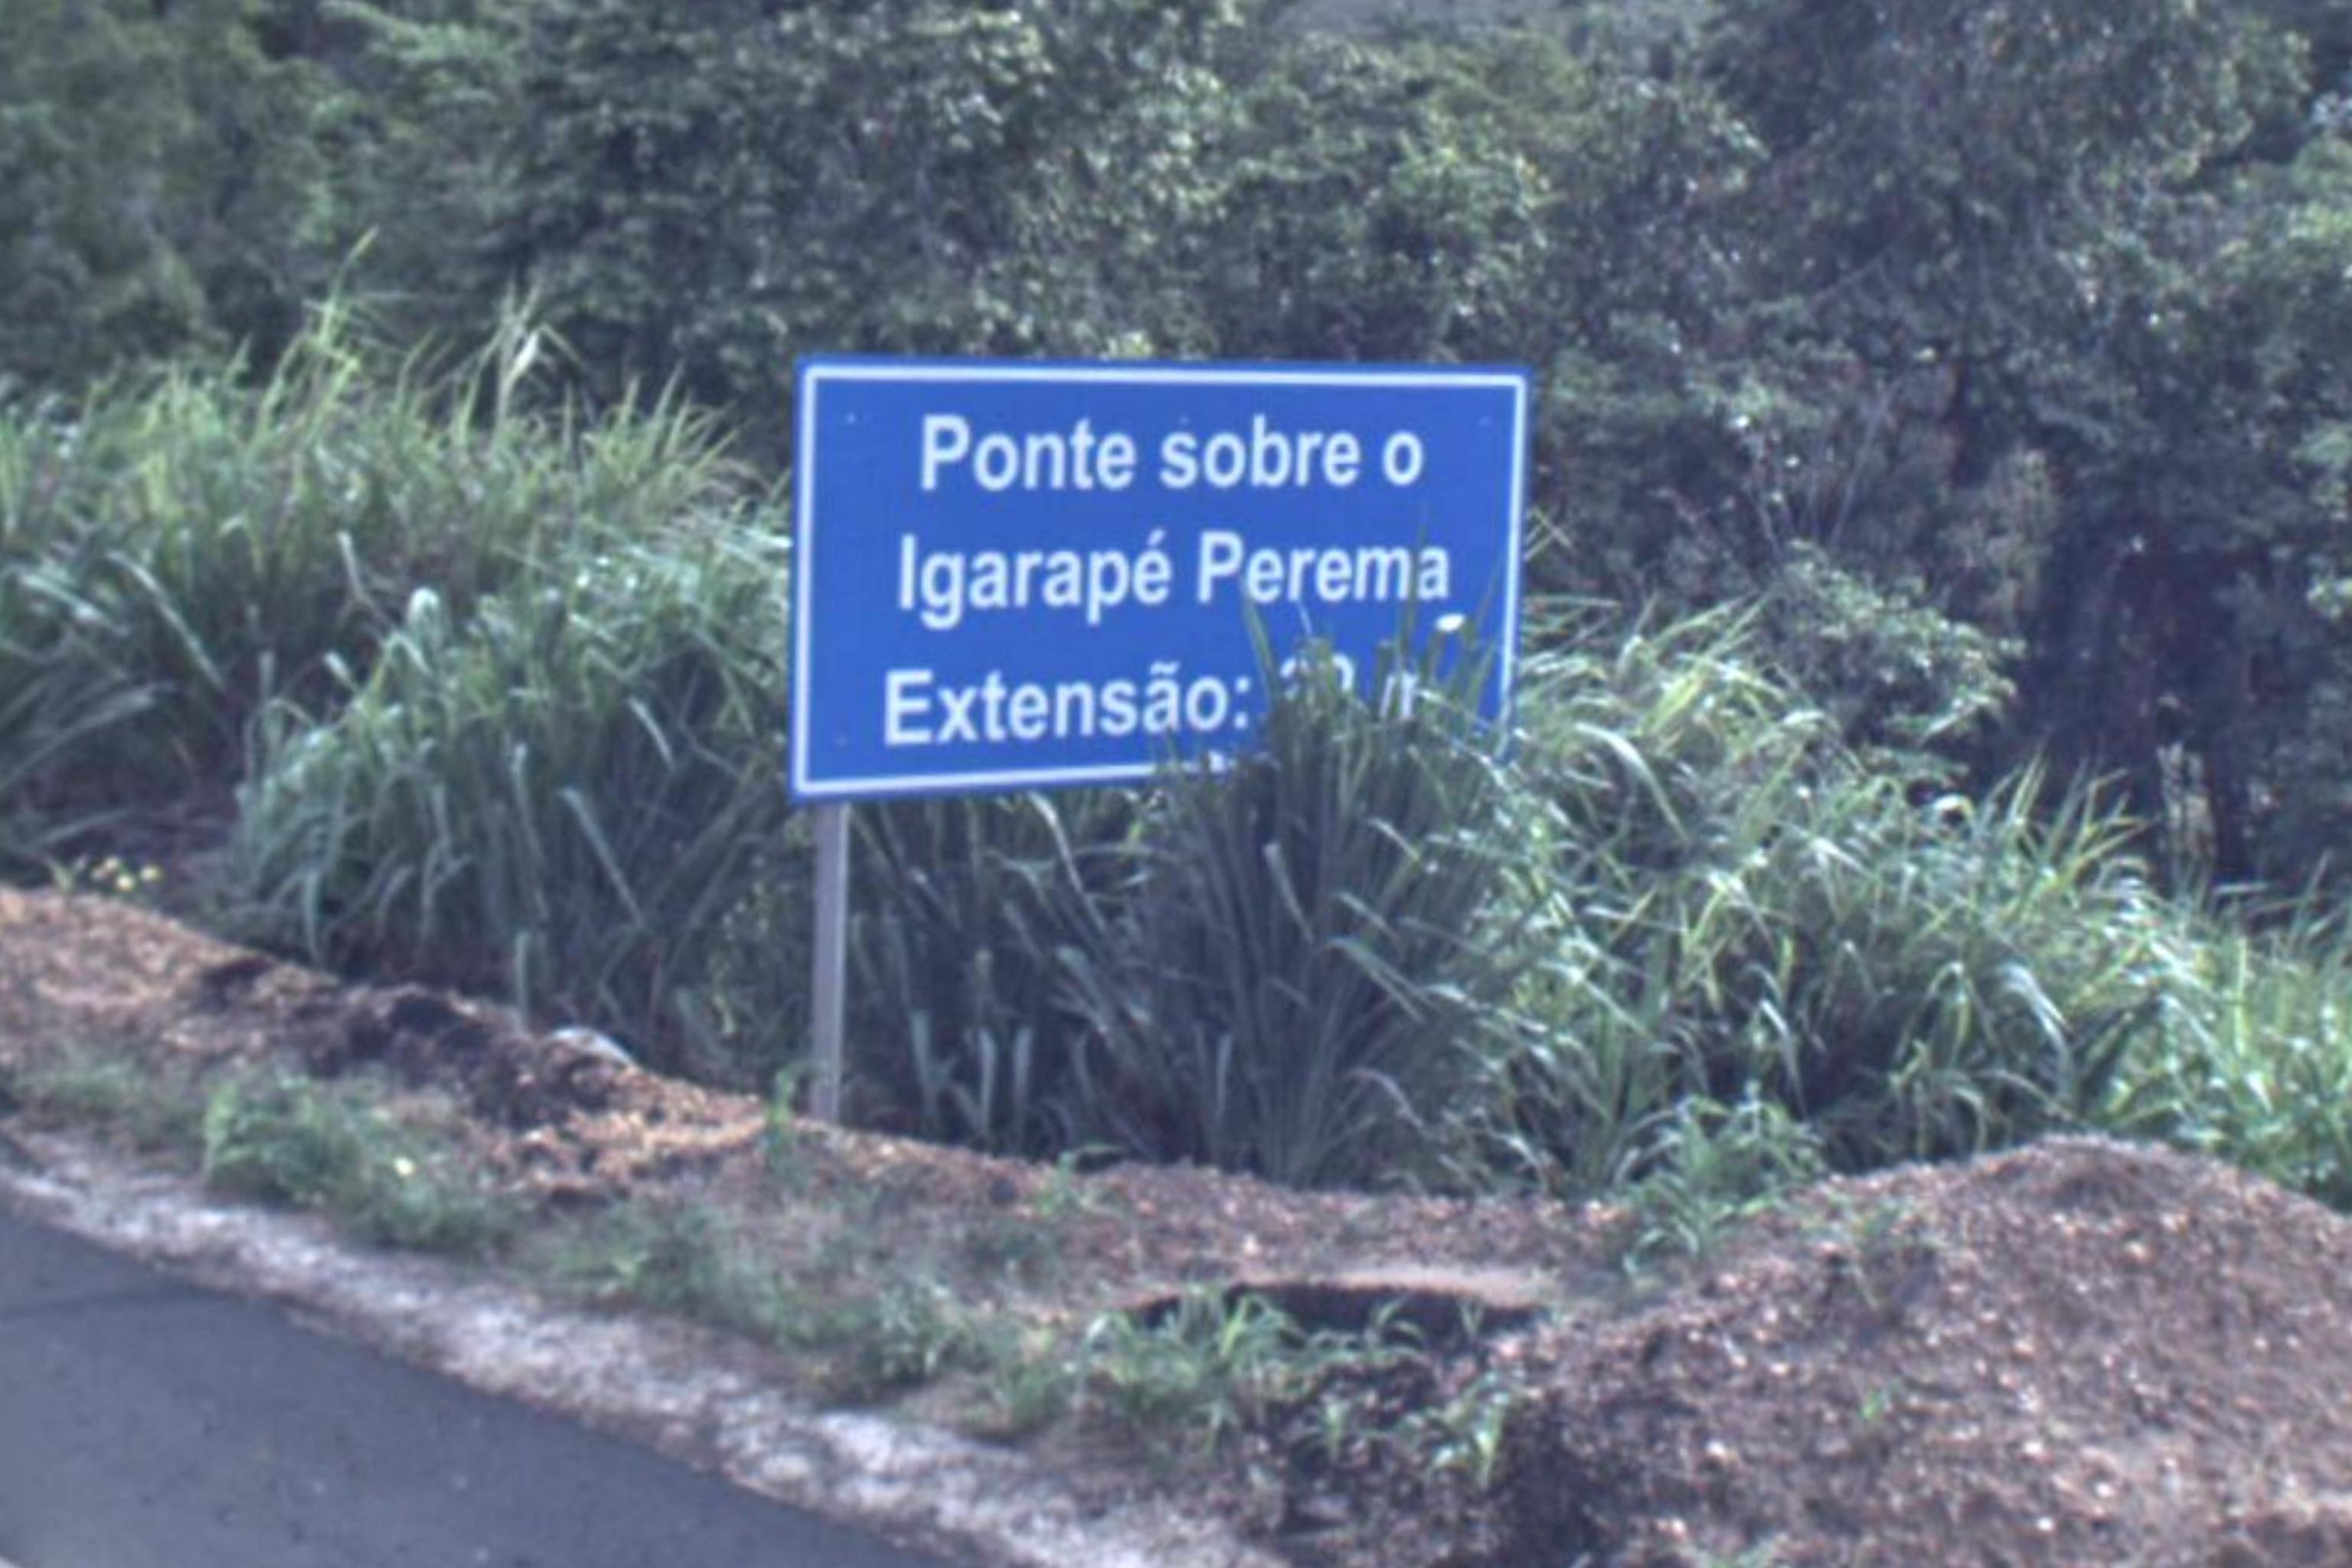 Ponte sobre o
Igarapé Perema
Extensão: